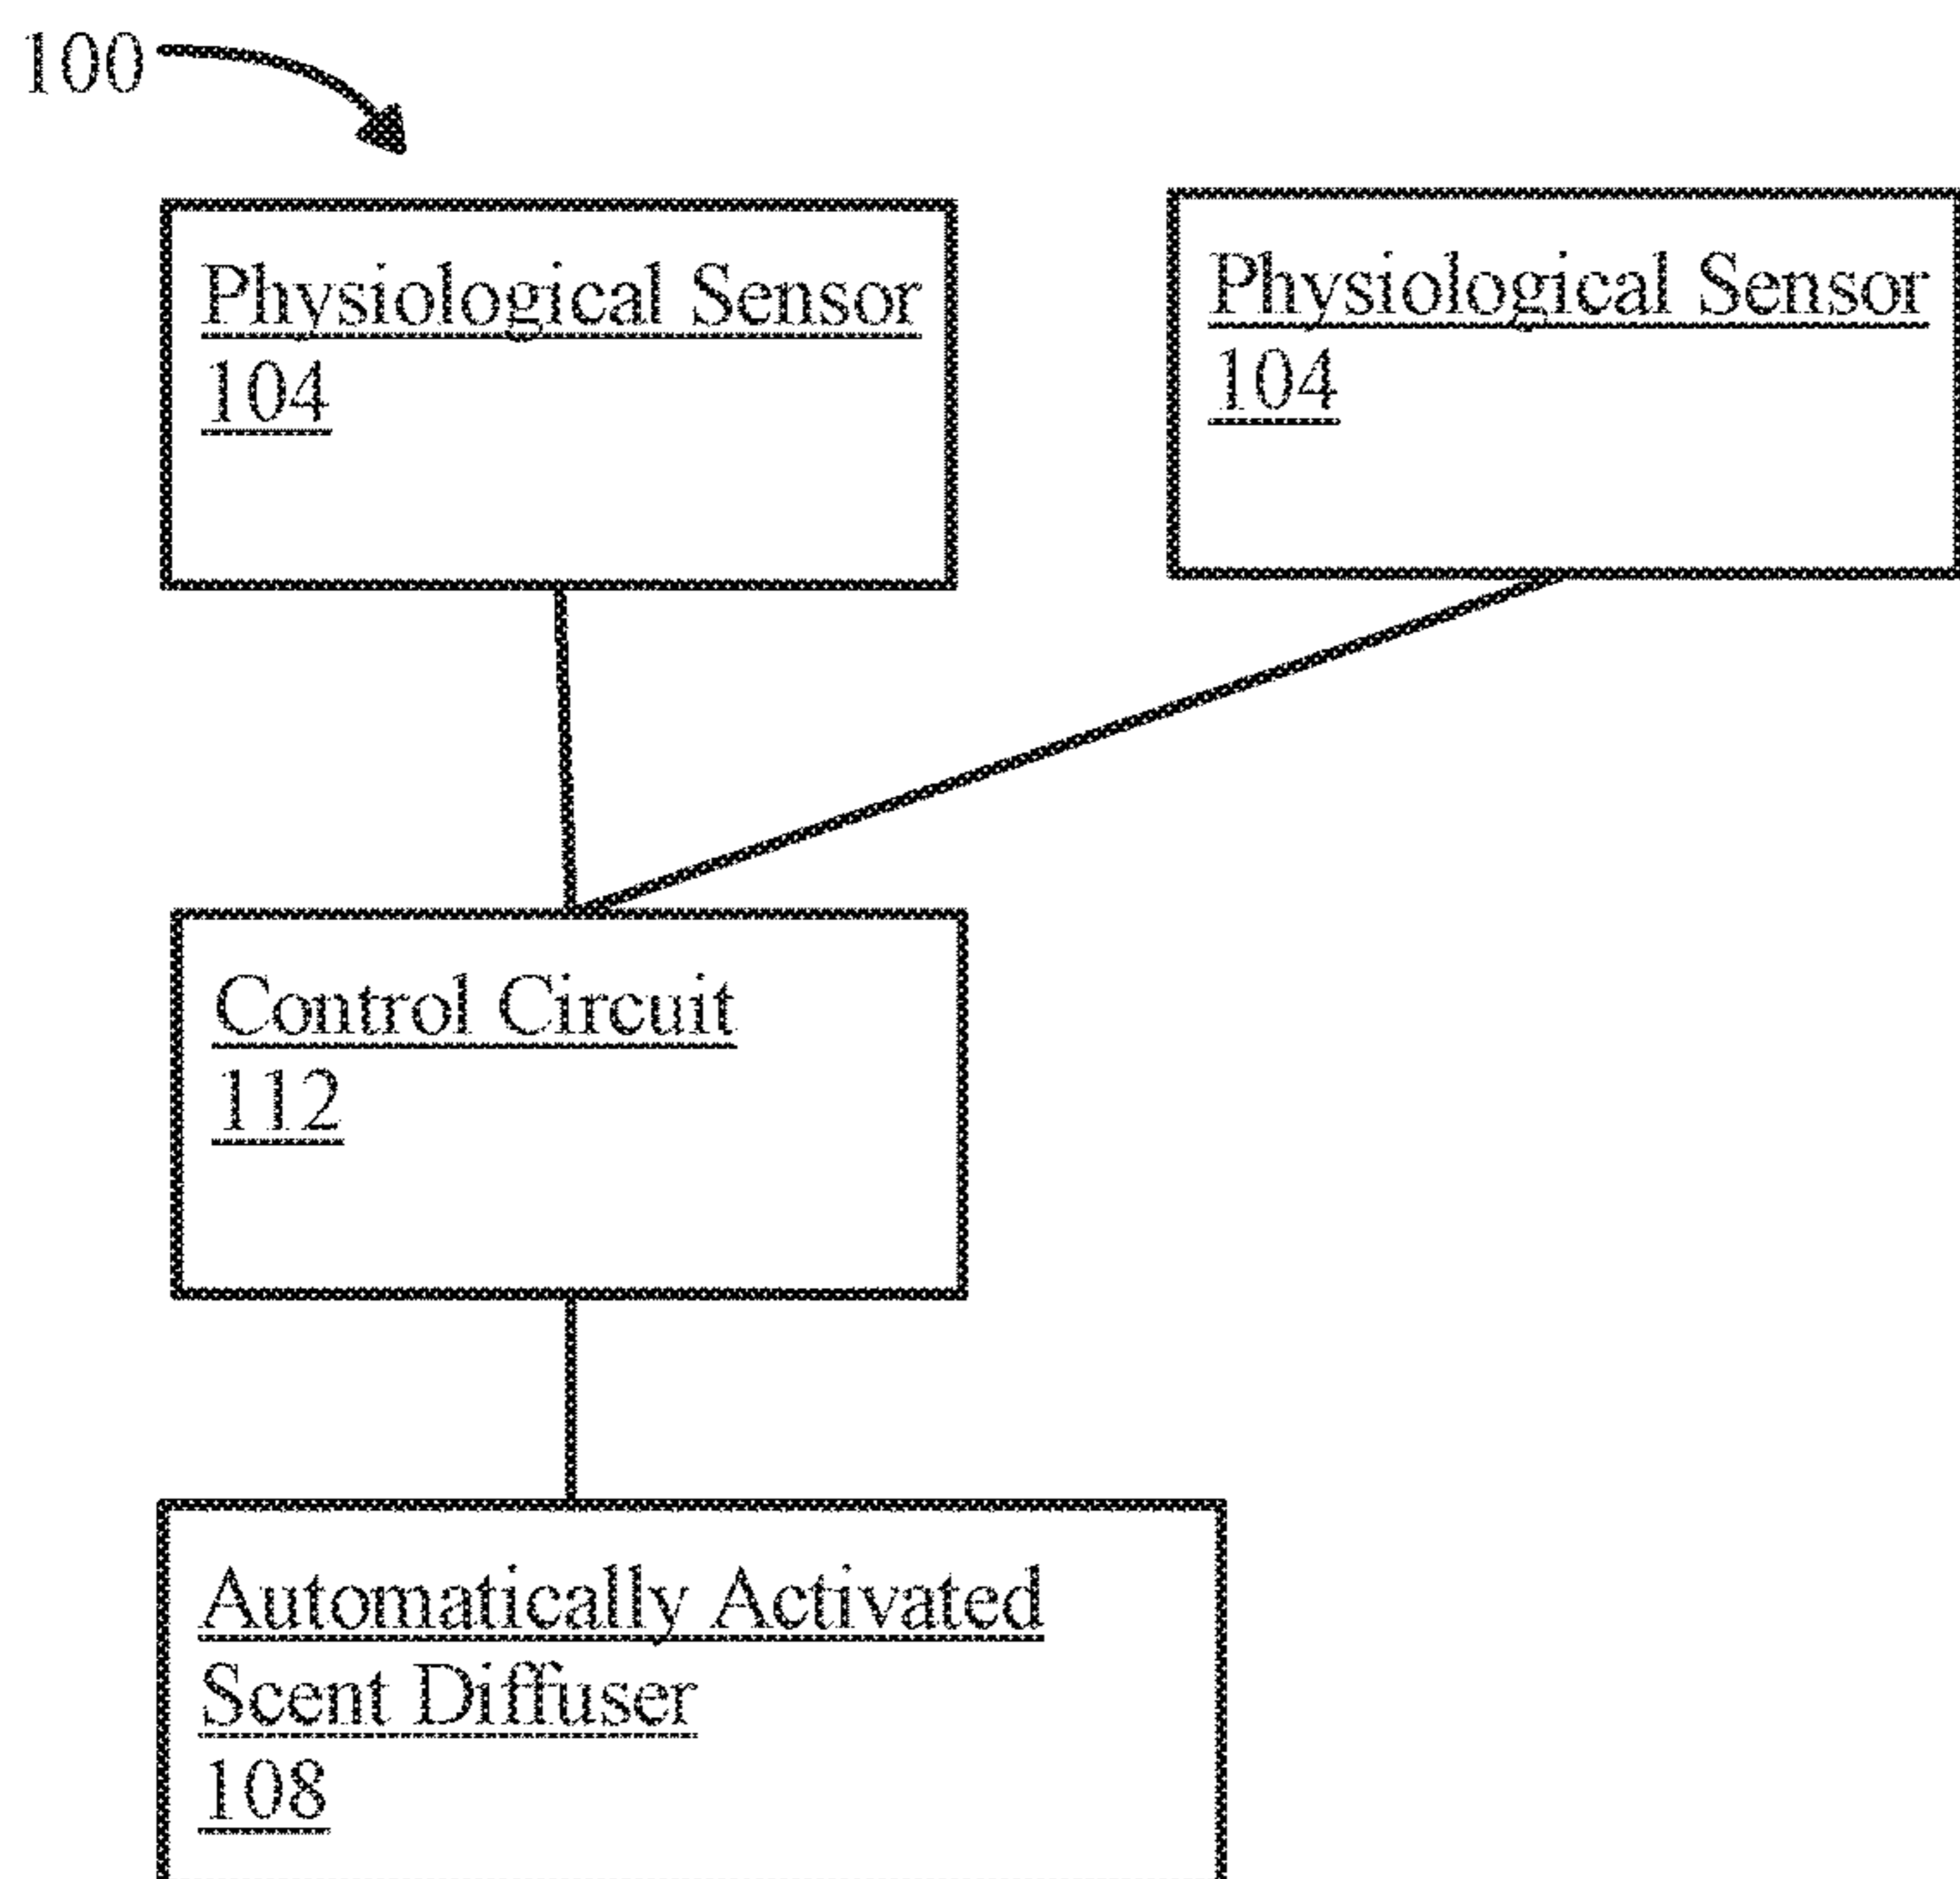 100
Physiological Sensor
104
Physiological Sensor
104
Control Circuit
112
Automatically Activated
Scent Diffuser
108